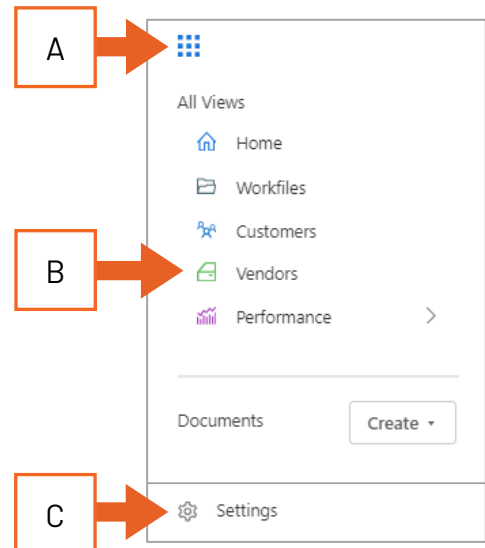 A
All Views
Home
Workfiles
Customers
B
Vendors
Performance
Documents
Create
C
Settings